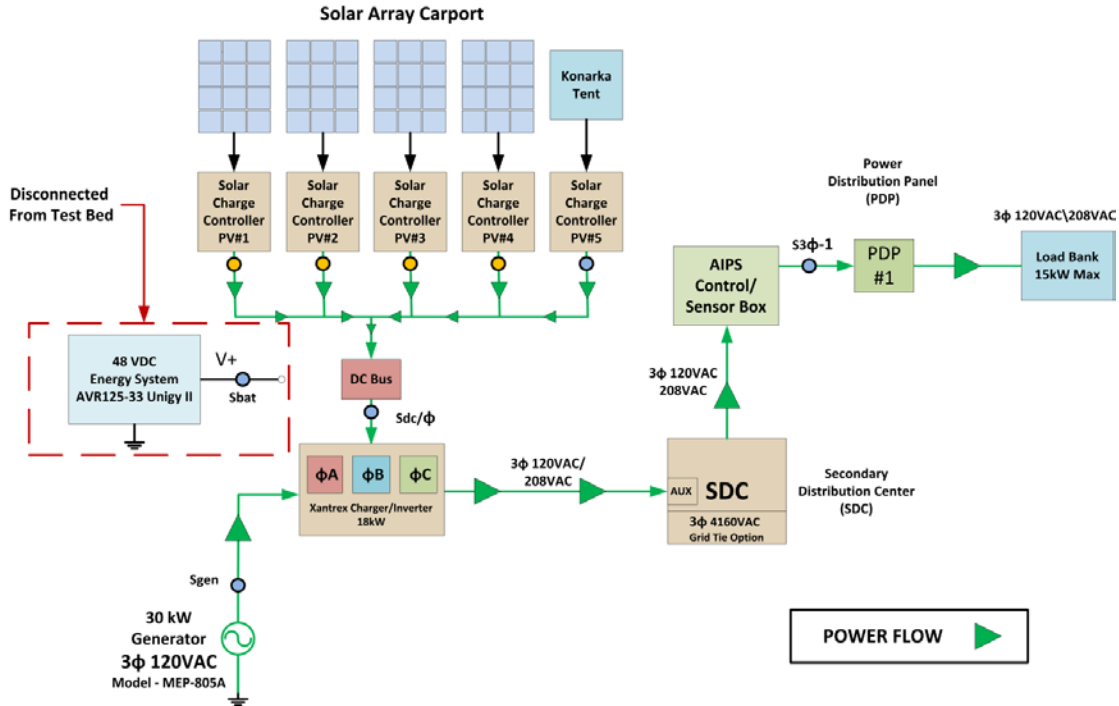 Solar Array Carport
Konarka
Tent
Solar
Charge
Controller
PV#1
Solar
Charge
Controller
PV#2
Solar
Charge
Controller
PV#3
Solar
Charge
Controller
PV#4
Solar
Charge
Controller
PV#5
Disconnected
From Test Bed
48 VDC
Energy System
AVR125-33 Unigy II
V+
Sbat
DC Bus
Sdc/ϕ
ϕA
ϕB
ϕC
Xantrex Charger/Inverter
18kW
3ϕ 120VAC/
208VAC
Sgen
30 kW
Generator
3ϕ 120VAC
Model - MEP-805A
AUX
SDC
3ϕ 4160VAC
Grid Tie Option
Secondary
Distribution Center
(SDC)
3ϕ 120VAC
208VAC
AIPS
Control/
Sensor Box
S3ϕ-1
Power
Distribution Panel
(PDP)
PDP
#1
3ϕ 120VAC\208VAC
Load Bank
15kW Max
POWER FLOW